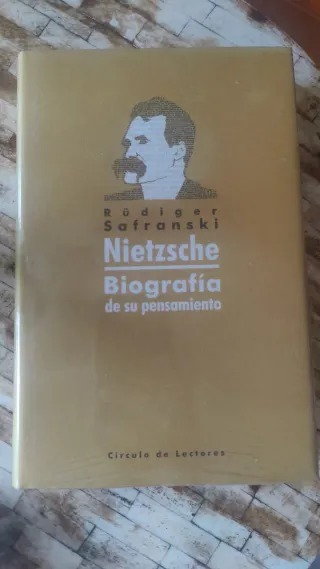 Rüdiger
Safranski
Nietzsche
Biografía
de su pensamiento
Círculo de Lectores